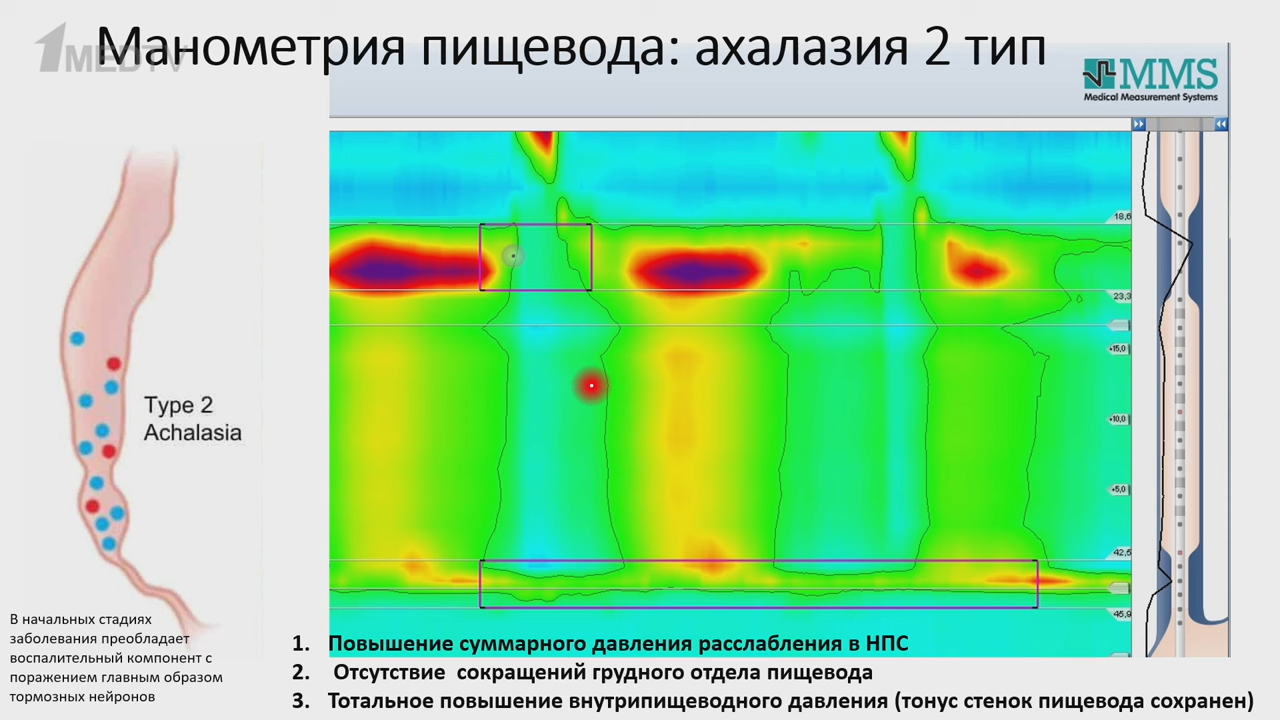 Манометрия пищевода: ахалазия 2 тип
1MEDTV
MMS
Medical Measurement Systems
18,6
23,3
+15,0
+10,0
+5,0
42,5
45,9
Type 2
Achalasia
В начальных стадиях
заболевания преобладает
воспалительный компонент с
поражением главным образом
тормозных нейронов
1. Повышение суммарного давления расслабления в НПС
2. Отсутствие сокращений грудного отдела пищевода
3. Тотальное повышение внутрипищеводного давления (тонус стенок пищевода сохранен)